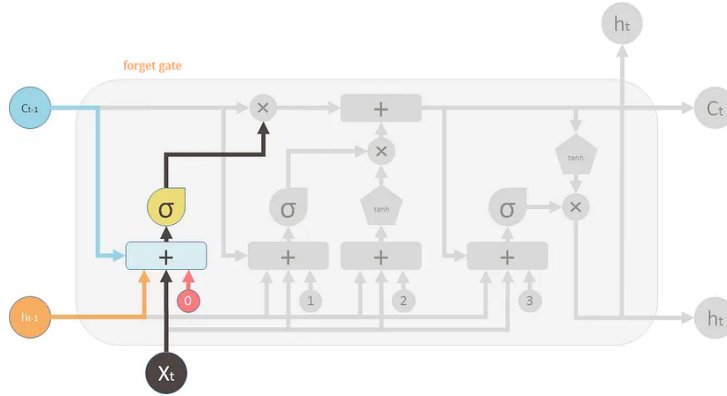 ht
forget gate
Ct-1
×
+
Ct
×
tanh
σ
σ
tanh
σ
×
+
+
+
+
ht-1
0
1
2
3
ht
Xt